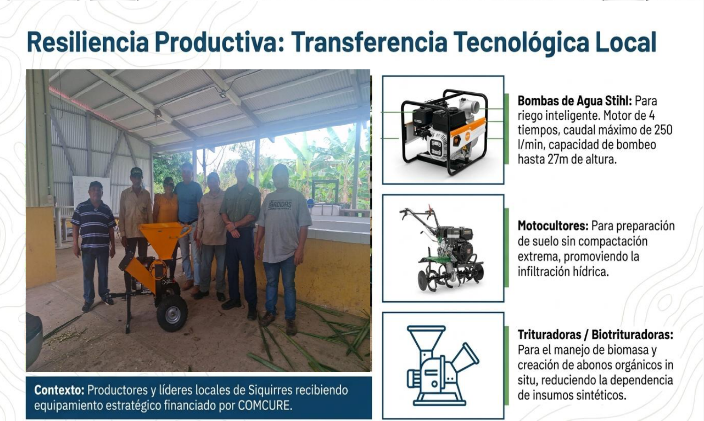 Resiliencia Productiva: Transferencia Tecnológica Local
Bombas de Agua Stihl: Para
riego inteligente. Motor de 4
tiempos, caudal máximo de 250
l/min, capacidad de bombeo
hasta 27m de altura.
Motocultores: Para preparación
de suelo sin compactación
extrema, promoviendo la
infiltración hídrica.
Trituradoras / Biotrituradoras:
Para el manejo de biomasa y
creación de abonos orgánicos in
situ, reduciendo la dependencia
de insumos sintéticos.
Contexto: Productores y líderes locales de Siquirres recibiendo
equipamiento estratégico financiado por COMCURE.